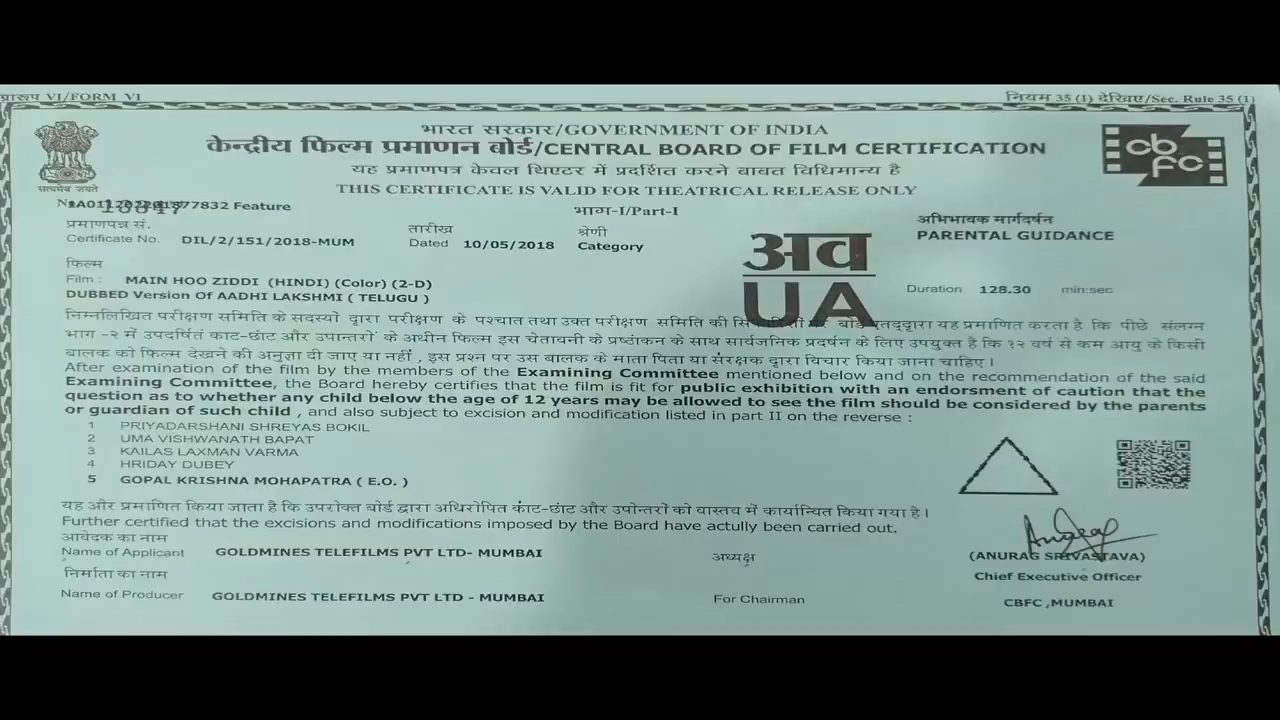 प्रारूप VI/FORM VI
नियम 35 (1) देखिए/Sec. Rule 35 (1)
भारत सरकार/GOVERNMENT OF INDIA
केन्द्रीय फिल्म प्रमाणन बोर्ड/CENTRAL BOARD OF FILM CERTIFICATION
cb
fc
यह प्रमाणपत्र केवल थिएटर में प्रदर्शित करने बाबत विधिमान्य है
सत्यमेव जयते
THIS CERTIFICATE IS VALID FOR THEATRICAL RELEASE ONLY
Feature
भाग-I/Part-I
प्रमाणपत्र सं.
तारीख
श्रेणी
अभिभावक मार्गदर्षन
Certificate No. DIL/2/151/2018-MUM
Dated 10/05/2018
Category
अव
UA
PARENTAL GUIDANCE
फिल्म
Film : MAIN HOO ZIDDI (HINDI) (Color) (2-D)
Duration 128.30 min:sec
DUBBED Version Of AADHI LAKSHMI ( TELUGU )
निम्नलिखित परीक्षण समिति के सदस्यों द्वारा परीक्षण के पश्चात तथा उक्त परीक्षण समिति की यह प्रमाणित करता है कि पीछे संलग्न
भाग -२ में उपदर्षित काट-छाँट और उपान्तरों के अधीन फिल्म इस चेतावनी के प्रष्ठांकन के साथ सार्वजनिक प्रदर्षन के लिए उपयुक्त है कि १२ वर्ष से कम आयु के किसी
बालक को फिल्म देखने की अनुज्ञा दी जाए या नहीं , इस प्रश्न पर उस बालक के माता पिता या संरक्षक द्वारा विचार किया जाना चाहिए ।
After examination of the film by the members of the Examining Committee mentioned below and on the recommendation of the said
Examining Committee, the Board hereby certifies that the film is fit for public exhibition with an endorsement of caution that the
question as to whether any child below the age of 12 years may be allowed to see the film should be considered by the parents
or guardian of such child , and also subject to excision and modification listed in part II on the reverse :
1 PRIYADARSHANI SHREYAS BOKIL
2 UMA VISHWANATH BAPAT
3 KAILAS LAXMAN VARMA
4 HRIDAY DUBEY
5 GOPAL KRISHNA MOHAPATRA ( E.O. )
यह और प्रमाणित किया जाता है कि उपरोक्त बोर्ड द्वारा अधिरोपित काट-छाँट और उपोन्तरों को वास्तव में कार्यान्वित किया गया है ।
Further certified that the excisions and modifications imposed by the Board have actully been carried out.
आवेदक का नाम
Name of Applicant GOLDMINES TELEFILMS PVT LTD- MUMBAI
अध्यक्ष
(ANURAG SRIVASTAVA)
निर्माता का नाम
Chief Executive Officer
Name of Producer GOLDMINES TELEFILMS PVT LTD - MUMBAI
For Chairman
CBFC ,MUMBAI